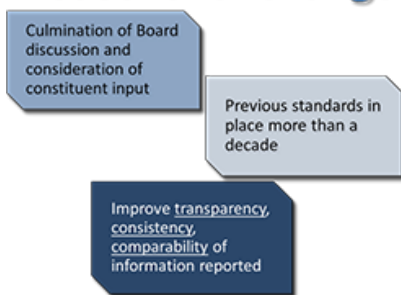 Culmination of Board
discussion and
consideration of
constituent input
Previous standards in
place more than a
decade
Improve transparency,
consistency,
comparability of
information reported